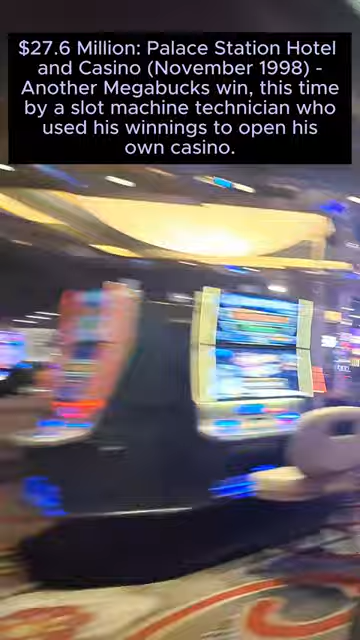 $27.6 Million: Palace Station Hotel
and Casino (November 1998) -
Another Megabucks win, this time
by a slot machine technician who
used his winnings to open his
own casino.